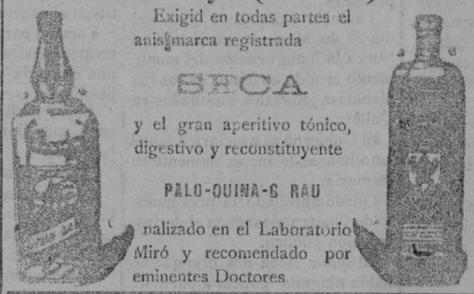 Exigid en todas partes el
anis marca registrada
SECA
y el gran aperitivo tónico,
digestivo y reconstituyente
PALO-QUINA-G RAU
nalizado en el Laboratorio
Miró y recomendado por
eminentes Doctores